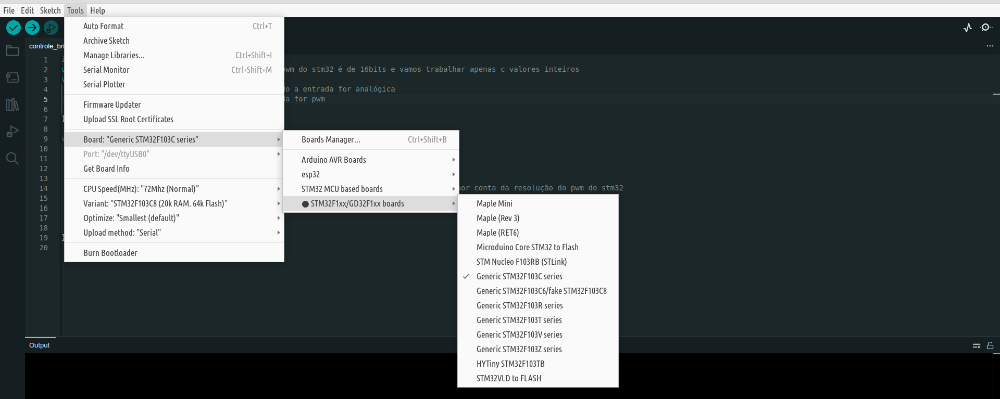 File Edit Sketch Tools Help
Auto Format Ctrl+T
Archive Sketch
Manage Libraries... Ctrl+Shift+I
Serial Monitor Ctrl+Shift+M
Serial Plotter
Firmware Updater
Upload SSL Root Certificates
Board: "Generic STM32F103C series"
Port: "/dev/ttyUSB0"
Get Board Info
CPU Speed(MHz): "72Mhz (Normal)"
Variant: "STM32F103C8 (20k RAM. 64k Flash)"
Optimize: "Smallest (default)"
Upload method: "Serial"
Burn Bootloader
Boards Manager... Ctrl+Shift+B
Arduino AVR Boards
esp32
STM32 MCU based boards
STM32F1xx/GD32F1xx boards
Maple Mini
Maple (Rev 3)
Maple (RET6)
Microduino Core STM32 to Flash
STM Nucleo F103RB (STLink)
Generic STM32F103C series
Generic STM32F103C6/fake STM32F103C8
Generic STM32F103R series
Generic STM32F103T series
Generic STM32F103V series
Generic STM32F103Z series
HYTiny STM32F103TB
STM32VLD to FLASH
controle_bri
1
2 pwm do stm32 é de 16bits e vamos trabalhar apenas c valores inteiros
3
4 do a entrada for analógica
5 da for pwm
6
7 }
8
9
10
11
12
13
14 por conta da resolução do pwm do stm32
15
16
17
18
19 }
20
Output